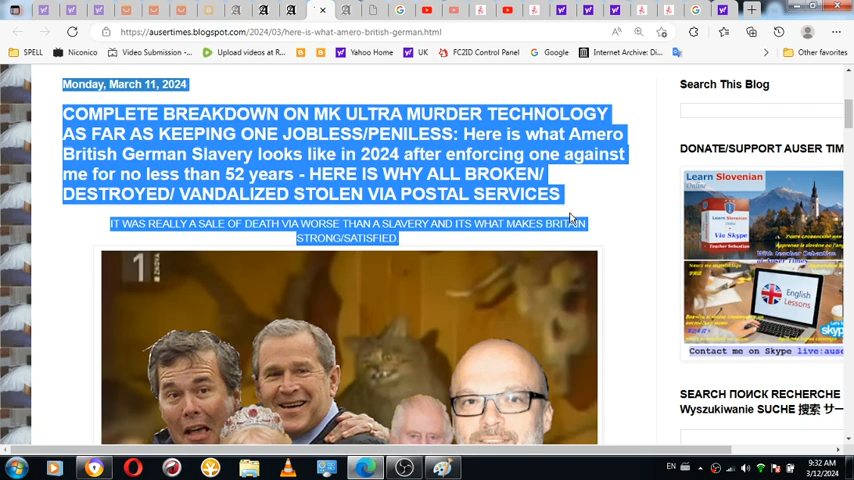 https://ausertimes.blogspot.com/2024/03/here-is-what-amero-british-german.html
SPELL
Niconico
Video Submission -...
Upload videos at R...
Yahoo Home
UK
FC2ID Control Panel
Google
Internet Archive: Di...
Other favorites
Monday, March 11, 2024
COMPLETE BREAKDOWN ON MK ULTRA MURDER TECHNOLOGY
AS FAR AS KEEPING ONE JOBLESS/PENILESS: Here is what Amero
British German Slavery looks like in 2024 after enforcing one against
me for no less than 52 years - HERE IS WHY ALL BROKEN/
DESTROYED/ VANDALIZED STOLEN VIA POSTAL SERVICES
IT WAS REALLY A SALE OF DEATH VIA WORSE THAN A SLAVERY AND ITS WHAT MAKES BRITAIN
STRONG/SATISFIED
1
Search This Blog
DONATE/SUPPORT AUSER TIM
Learn Slovenian
Online
Via Skype
Teacher Sebastian
English
Lessons
Contact me on Skype live:ause
SEARCH ПОИСК RECHERCHE
Wyszukiwanie SUCHE 搜索 サー
EN
9:32 AM
3/12/2024